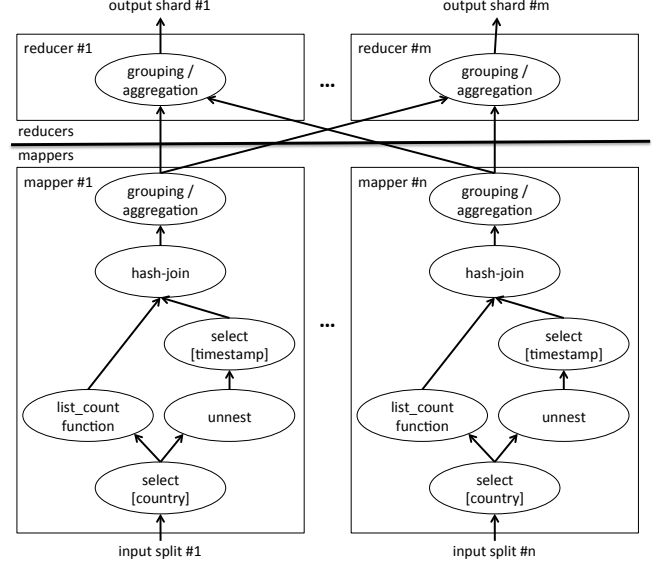 output shard #1
output shard #m
reducer #1
reducer #m
grouping /
aggregation
...
grouping /
aggregation
reducers
mappers
mapper #1
mapper #n
grouping /
aggregation
grouping /
aggregation
hash-join
hash-join
...
select
[timestamp]
select
[timestamp]
list_count
function
unnest
list_count
function
unnest
select
[country]
select
[country]
input split #1
input split #n